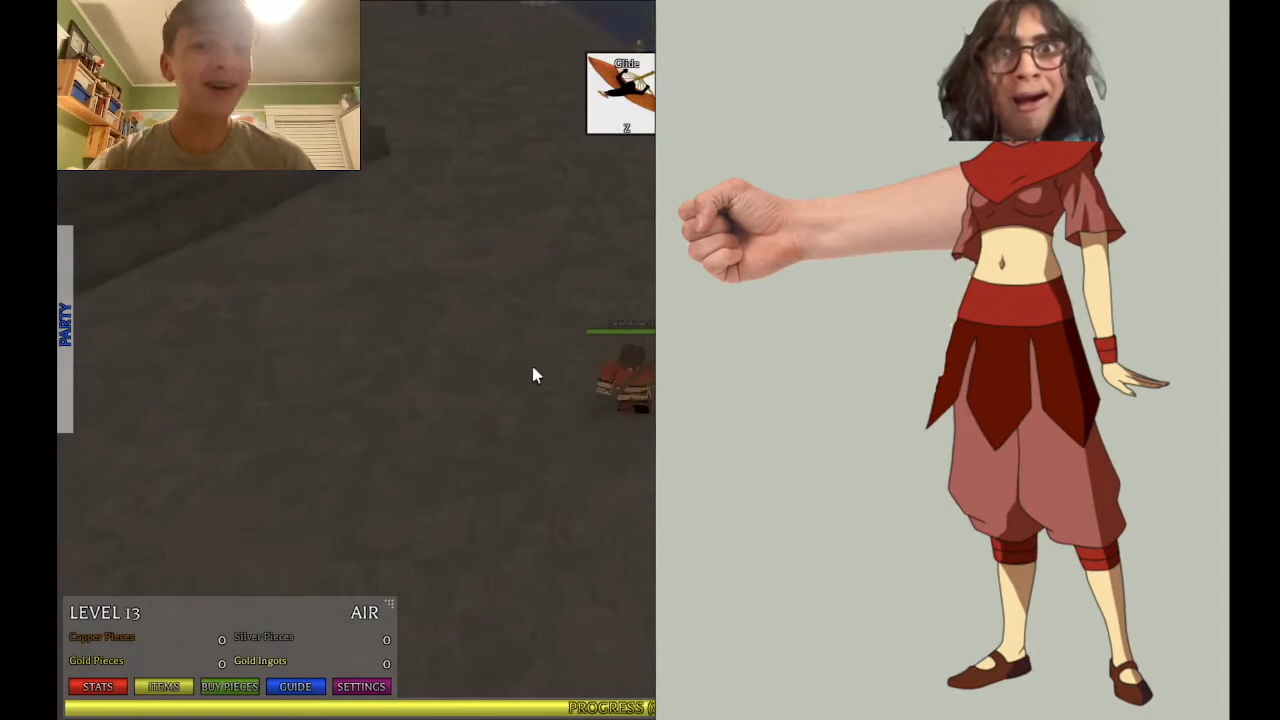 Glide
Z
PARTY
LEVEL 13 AIR
Copper Pieces 0 Silver Pieces 0
Gold Pieces 0 Gold Ingots 0
STATS ITEMS BUY PIECES GUIDE SETTINGS
PROGRESS